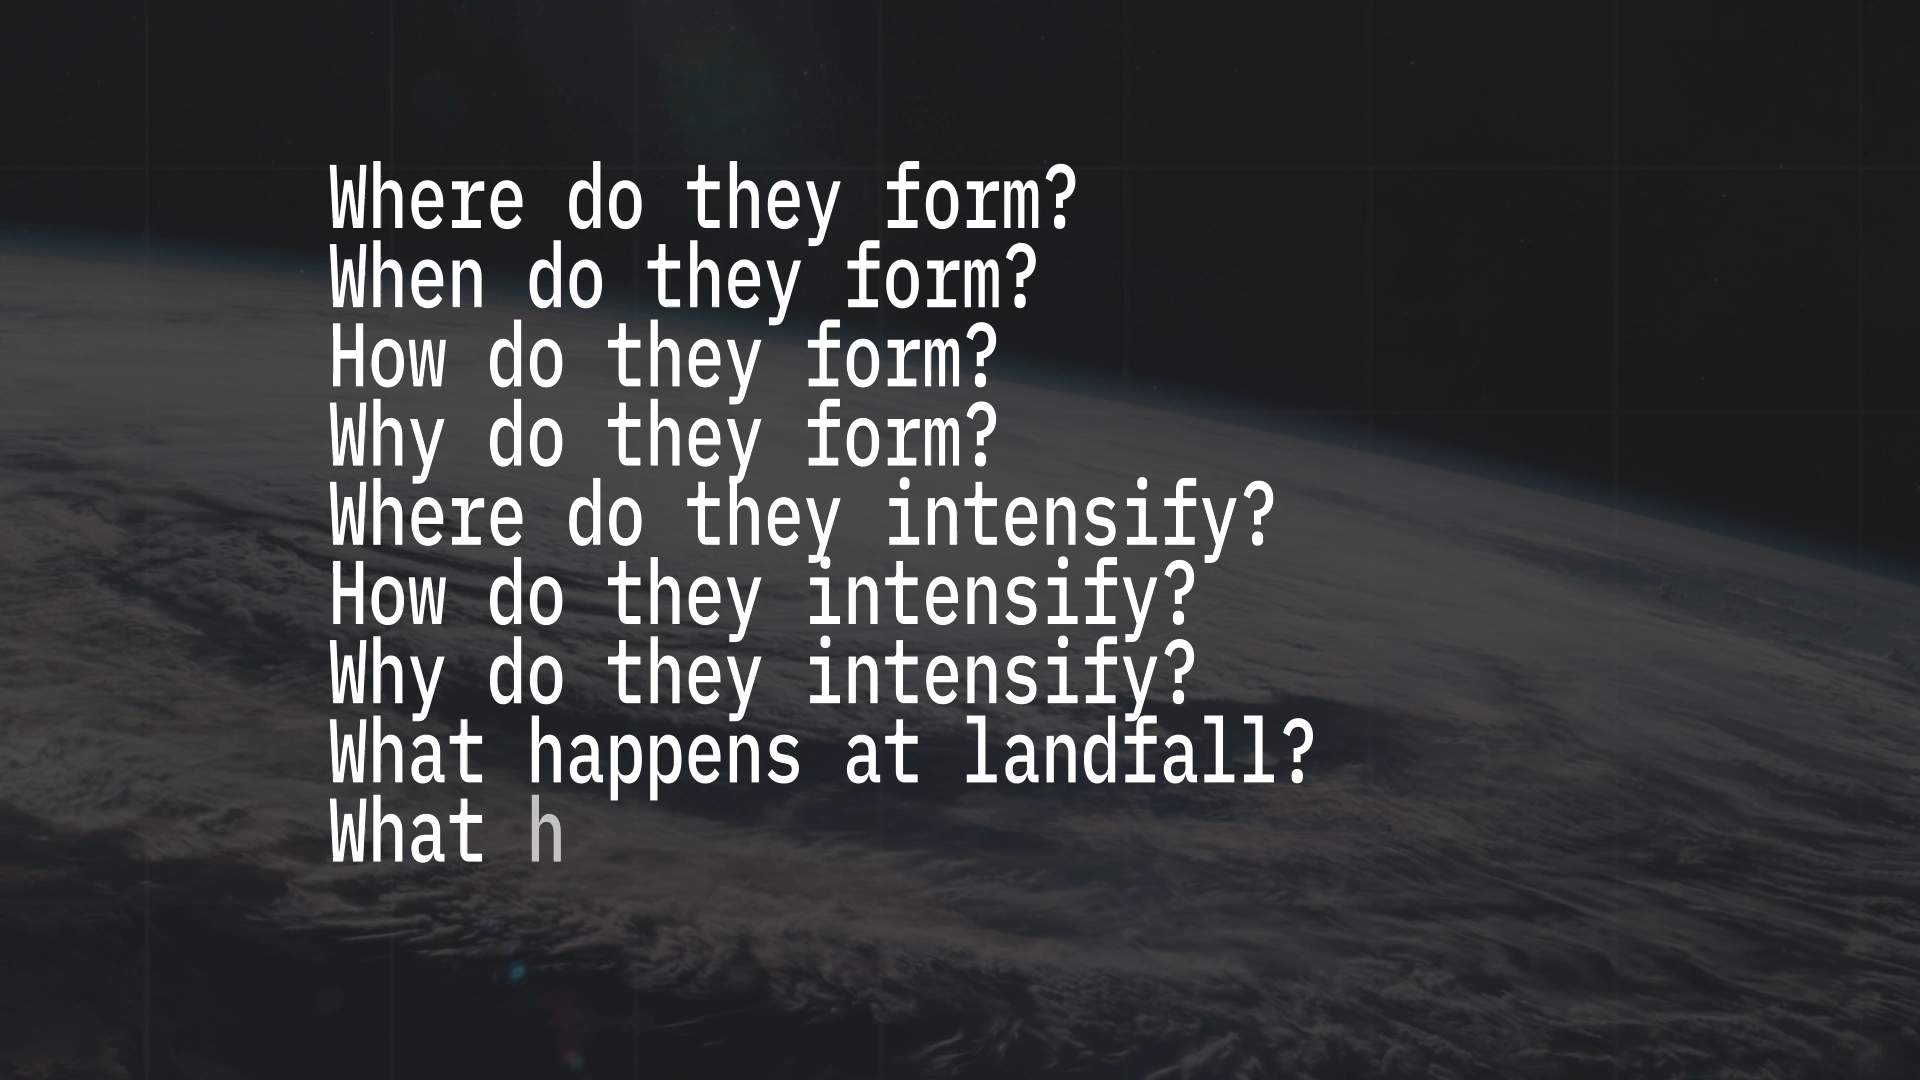 Where do they form?
When do they form?
How do they form?
Why do they form?
Where do they intensify?
How do they intensify?
Why do they intensify?
What happens at landfall?
What h